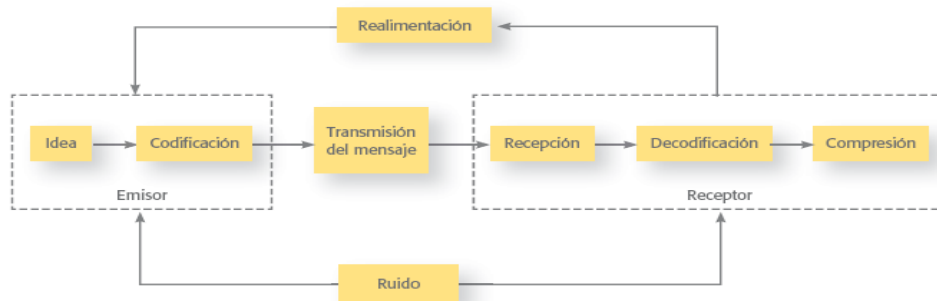 Realimentación
Idea
Codificación
Transmisión
del mensaje
Recepción
Decodificación
Compresión
Emisor
Receptor
Ruido